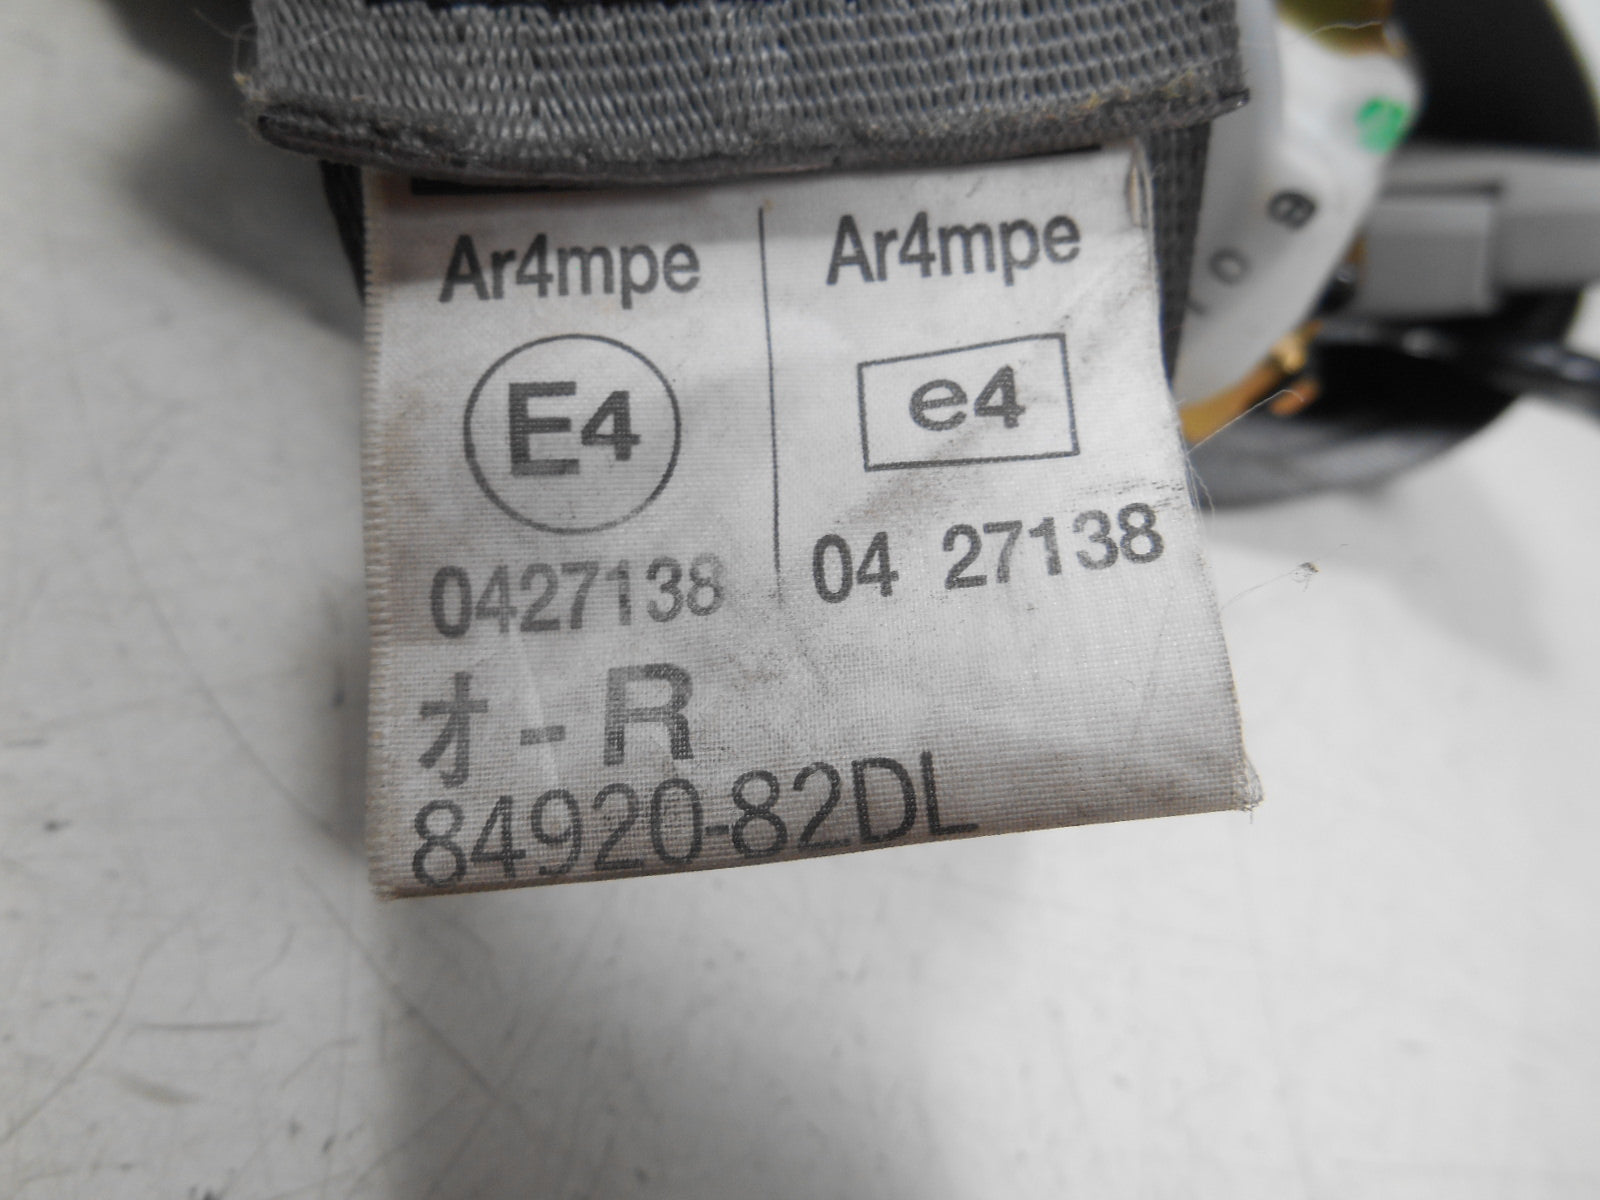 Ar4mpe
E4
0427138
Ar4mpe
e4
04 27138
オ-R
84920-82DL